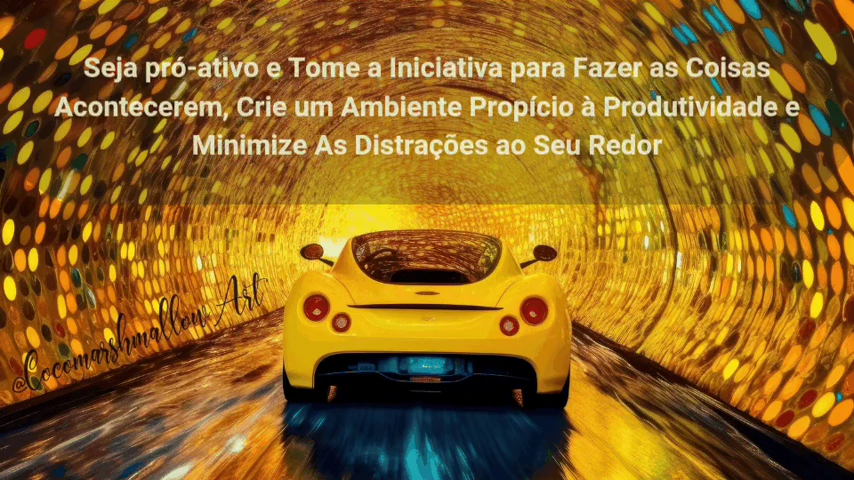 Seja pró-ativo e Tome a Iniciativa para Fazer as Coisas
Acontecerem, Crie um Ambiente Propício à Produtividade e
Minimize As Distrações ao Seu Redor
@Cocomarshmallow Art